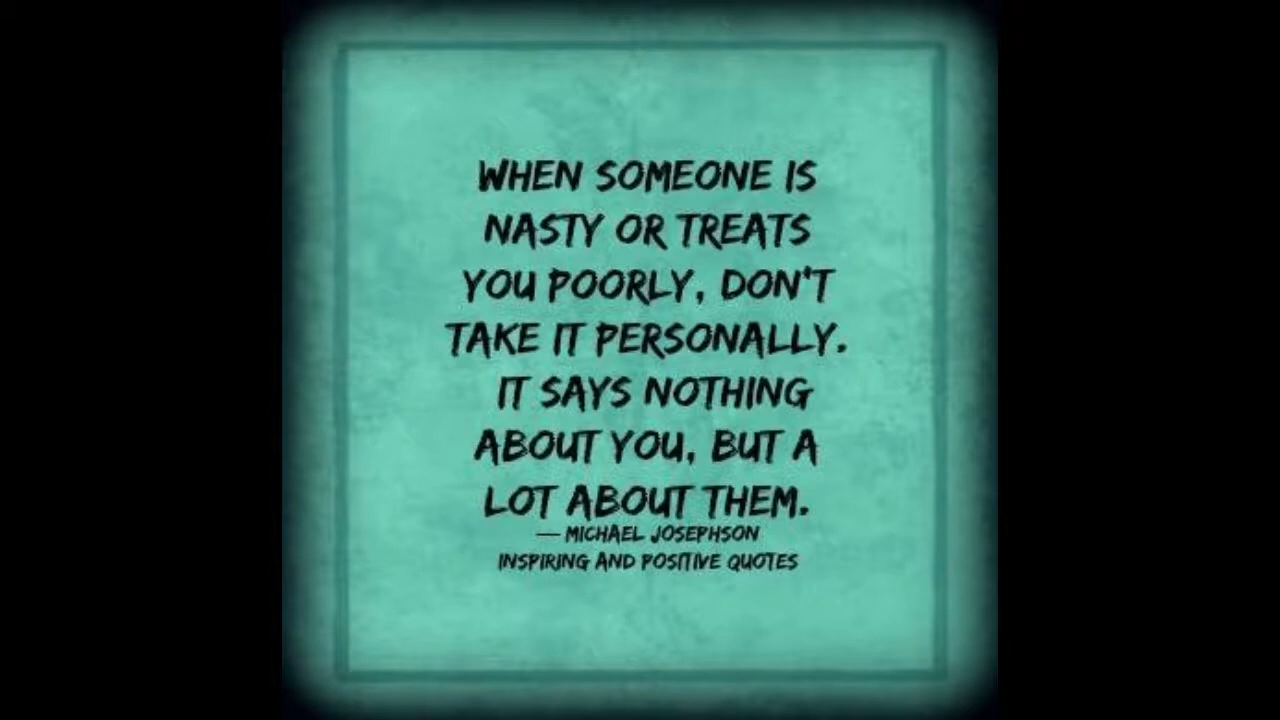 WHEN SOMEONE IS
NASTY OR TREATS
YOU POORLY, DON'T
TAKE IT PERSONALLY.
IT SAYS NOTHING
ABOUT YOU, BUT A
LOT ABOUT THEM.
— MICHAEL JOSEPHSON
INSPIRING AND POSITIVE QUOTES